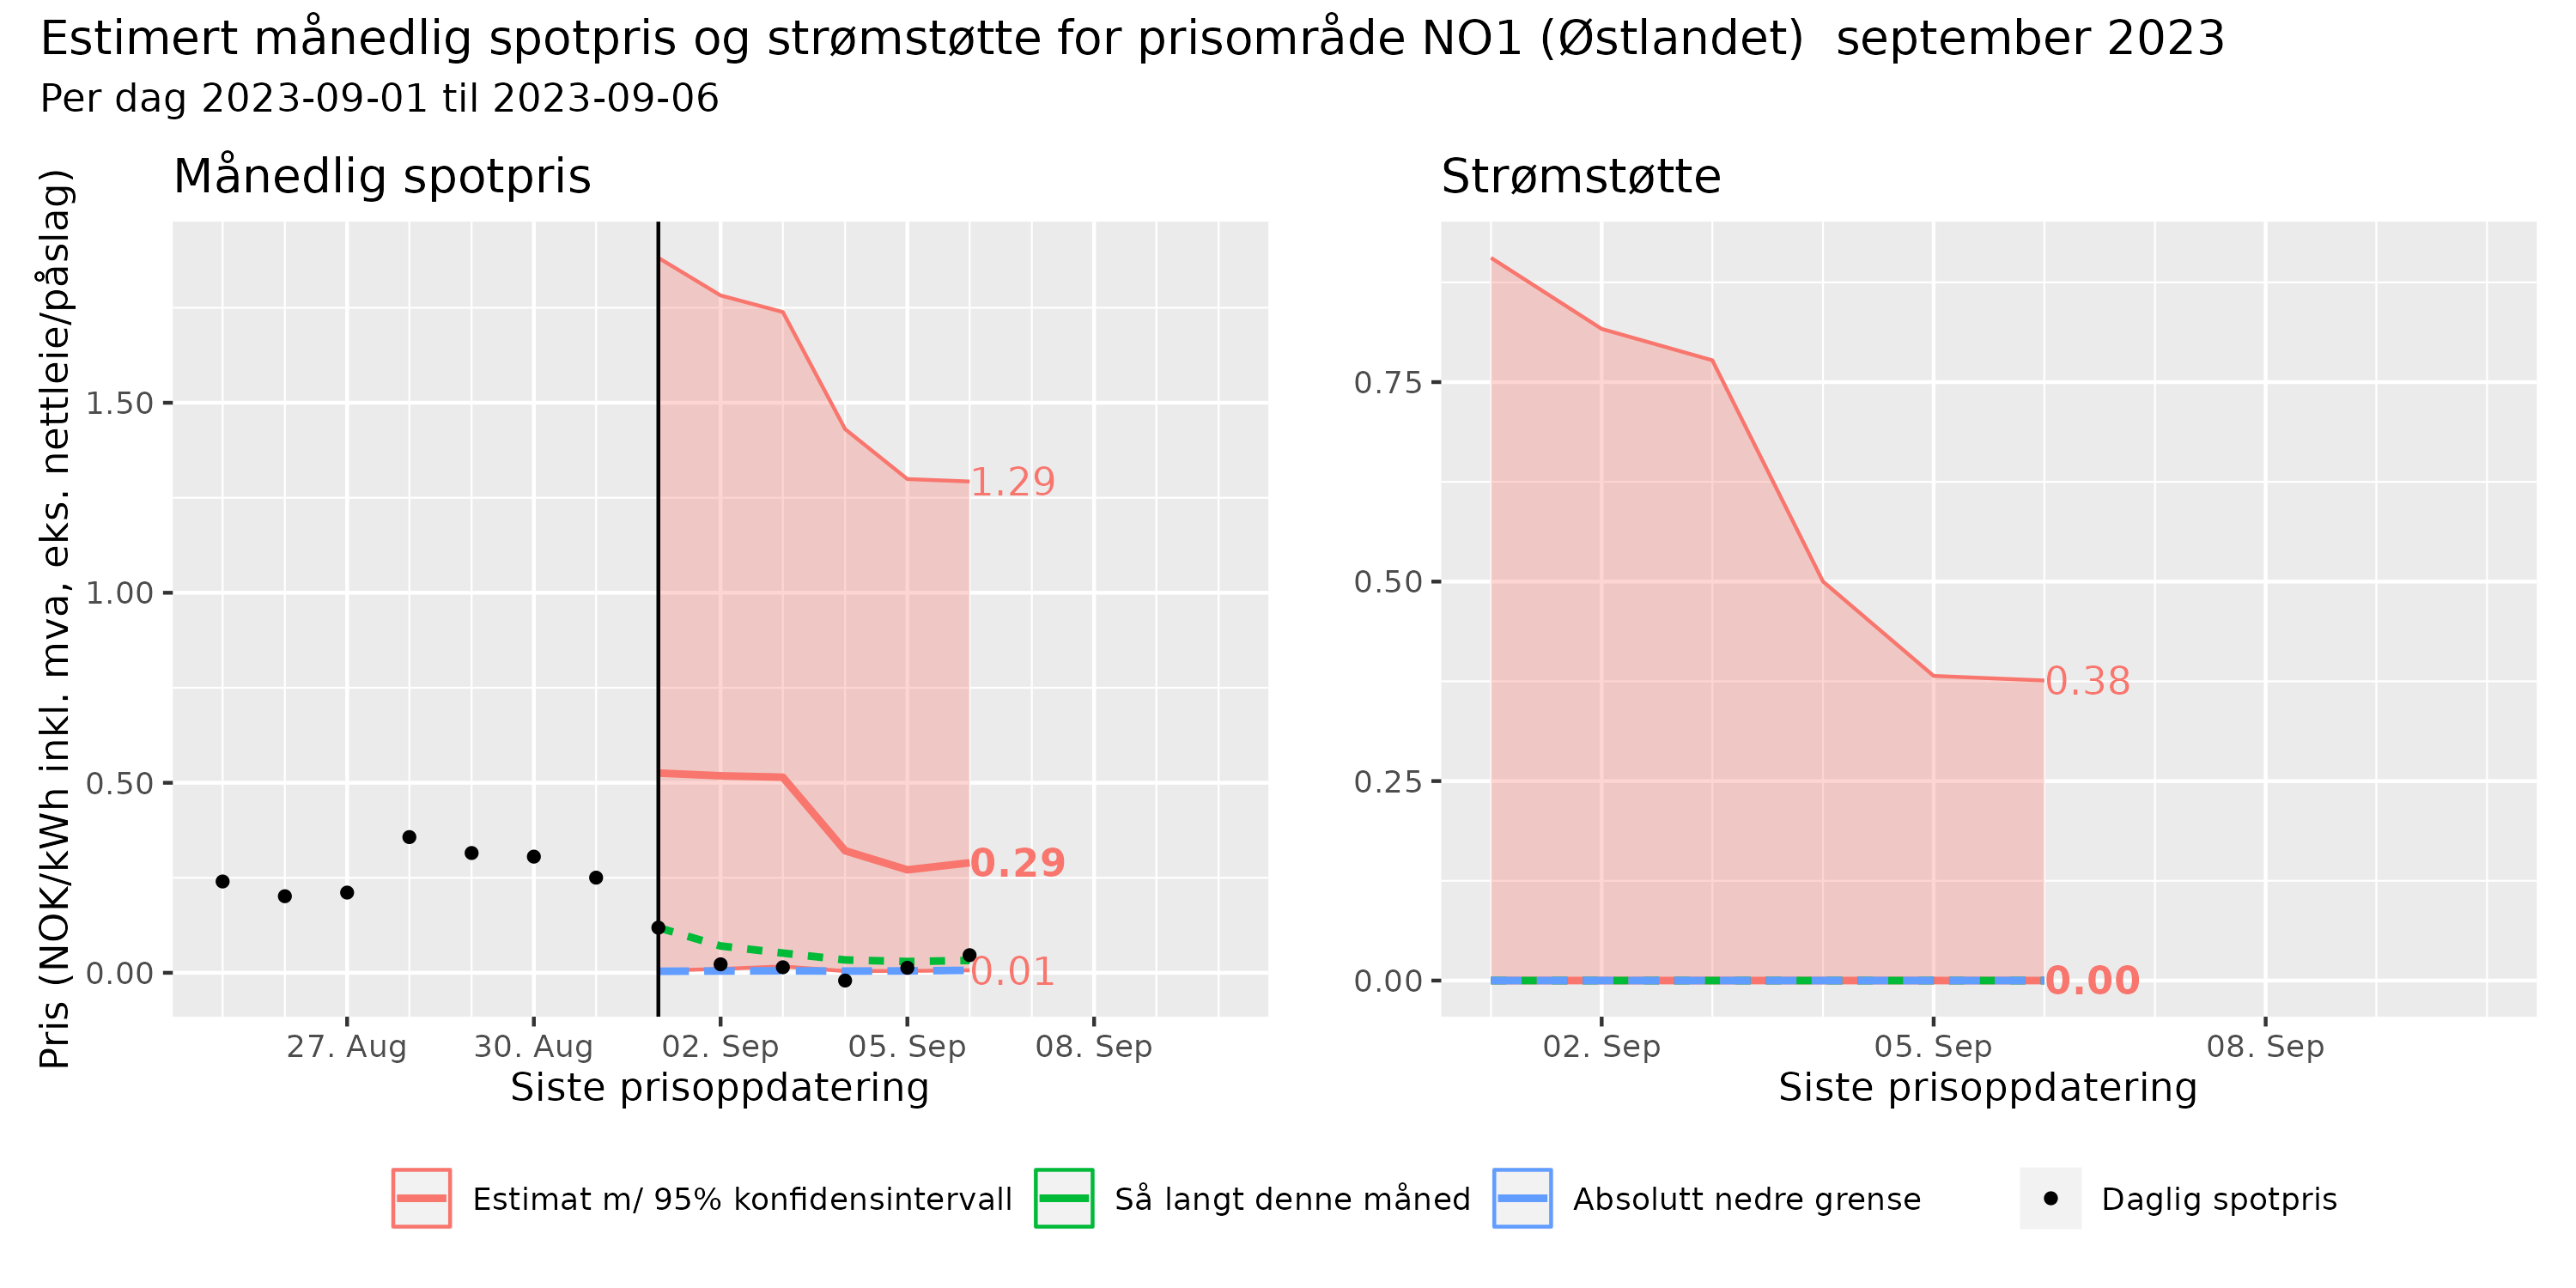 Estimert månedlig spotpris og strømstøtte for prisområde NO1 (Østlandet)  september 2023
Per dag 2023-09-01 til 2023-09-06
Månedlig spotpris
Pris (NOK/kWh inkl. mva, eks. nettleie/påslag)
1.50
1.00
0.50
0.00
1.29
0.29
0.01
27. Aug
30. Aug
02. Sep
05. Sep
08. Sep
Siste prisoppdatering
Strømstøtte
0.75
0.50
0.25
0.00
0.38
0.00
02. Sep
05. Sep
08. Sep
Siste prisoppdatering
Estimat m/ 95% konfidensintervall
Så langt denne måned
Absolutt nedre grense
Daglig spotpris